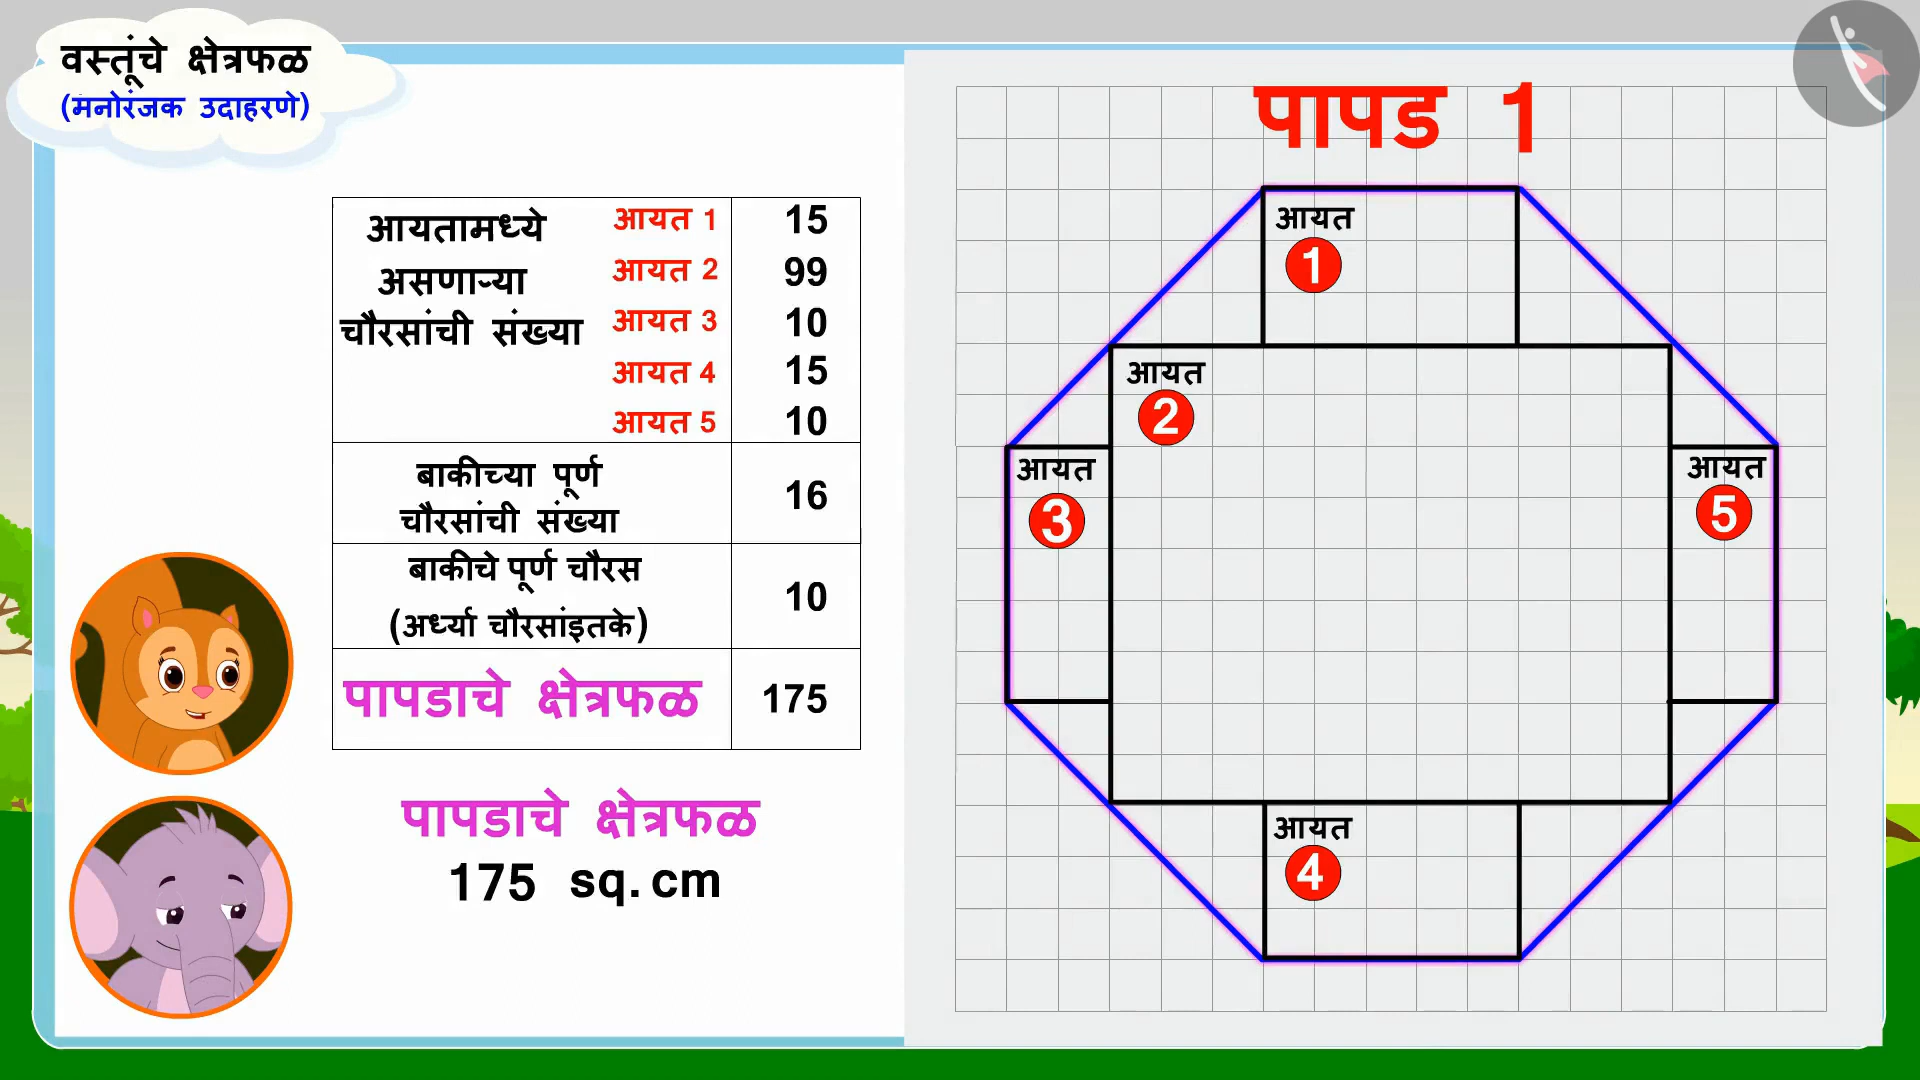 वस्तूंचे क्षेत्रफळ
(मनोरंजक उदाहरणे)
आयतामध्ये
असणाऱ्या
चौरसांची संख्या
आयत 1 15
आयत 2 99
आयत 3 10
आयत 4 15
आयत 5 10
बाकीच्या पूर्ण
चौरसांची संख्या
16
बाकीचे पूर्ण चौरस
(अर्ध्या चौरसांइतके)
10
पापडाचे क्षेत्रफळ 175
पापडाचे क्षेत्रफळ
175 sq.cm
पापड 1
आयत
1
आयत
2
आयत
3
आयत
5
आयत
4